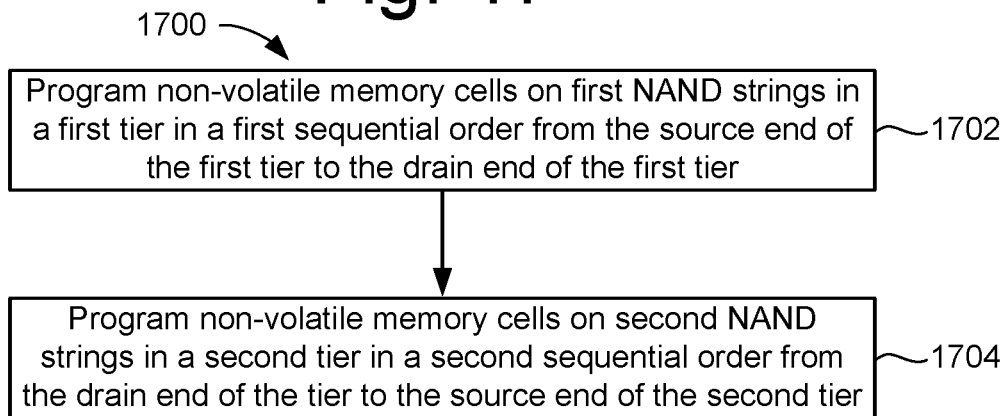 1700
Program non-volatile memory cells on first NAND strings in
a first tier in a first sequential order from the source end of
the first tier to the drain end of the first tier
1702
Program non-volatile memory cells on second NAND
strings in a second tier in a second sequential order from
the drain end of the tier to the source end of the second tier
1704